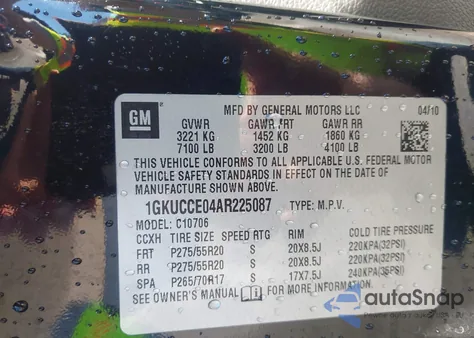 GM
MFD BY GENERAL MOTORS LLC 04/10
GVWR GAWR FRT GAWR RR
3221 KG 1452 KG 1860 KG
7100 LB 3200 LB 4100 LB
THIS VEHICLE CONFORMS TO ALL APPLICABLE U.S. FEDERAL MOTOR
VEHICLE SAFETY STANDARDS IN EFFECT ON THE DATE OF
MANUFACTURE SHOWN ABOVE.
1GKUCCE04AR225087 TYPE: M.P.V.
MODEL: C10706
CCXH TIRE SIZE SPEED RTG RIM COLD TIRE PRESSURE
FRT P275/55R20 S 20X8.5J 220KPA(32PSI)
RR P275/55R20 S 20X8.5J 220KPA(32PSI)
SPA P265/70R17 S 17X7.5J 240KPA(35PSI)
SEE OWNER'S MANUAL FOR MORE INFORMATION.
autoSnap